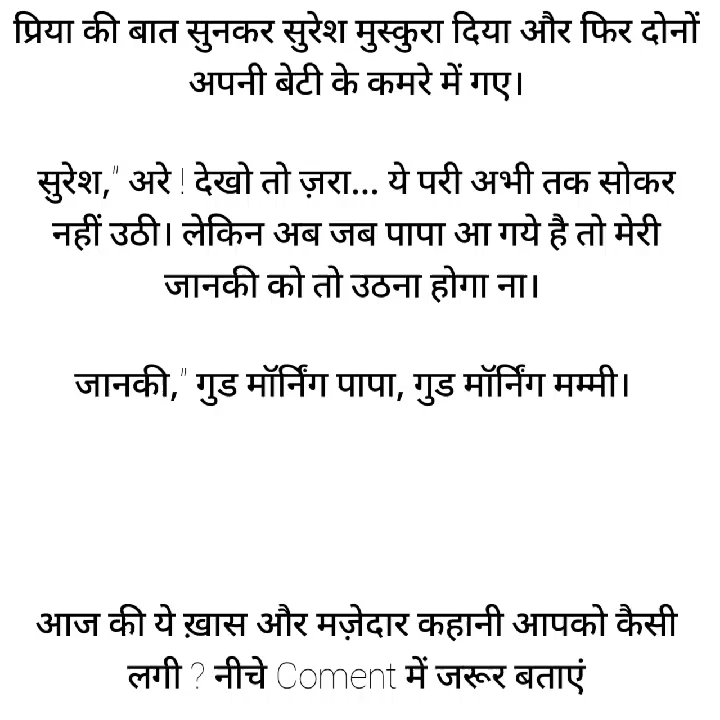 प्रिया की बात सुनकर सुरेश मुस्कुरा दिया और फिर दोनों
अपनी बेटी के कमरे में गए।
सुरेश," अरे ! देखो तो ज़रा... ये परी अभी तक सोकर
नहीं उठी। लेकिन अब जब पापा आ गये है तो मेरी
जानकी को तो उठना होगा ना।
जानकी," गुड मॉर्निंग पापा, गुड मॉर्निंग मम्मी।
आज की ये ख़ास और मज़ेदार कहानी आपको कैसी
लगी ? नीचे Coment में जरूर बताएं